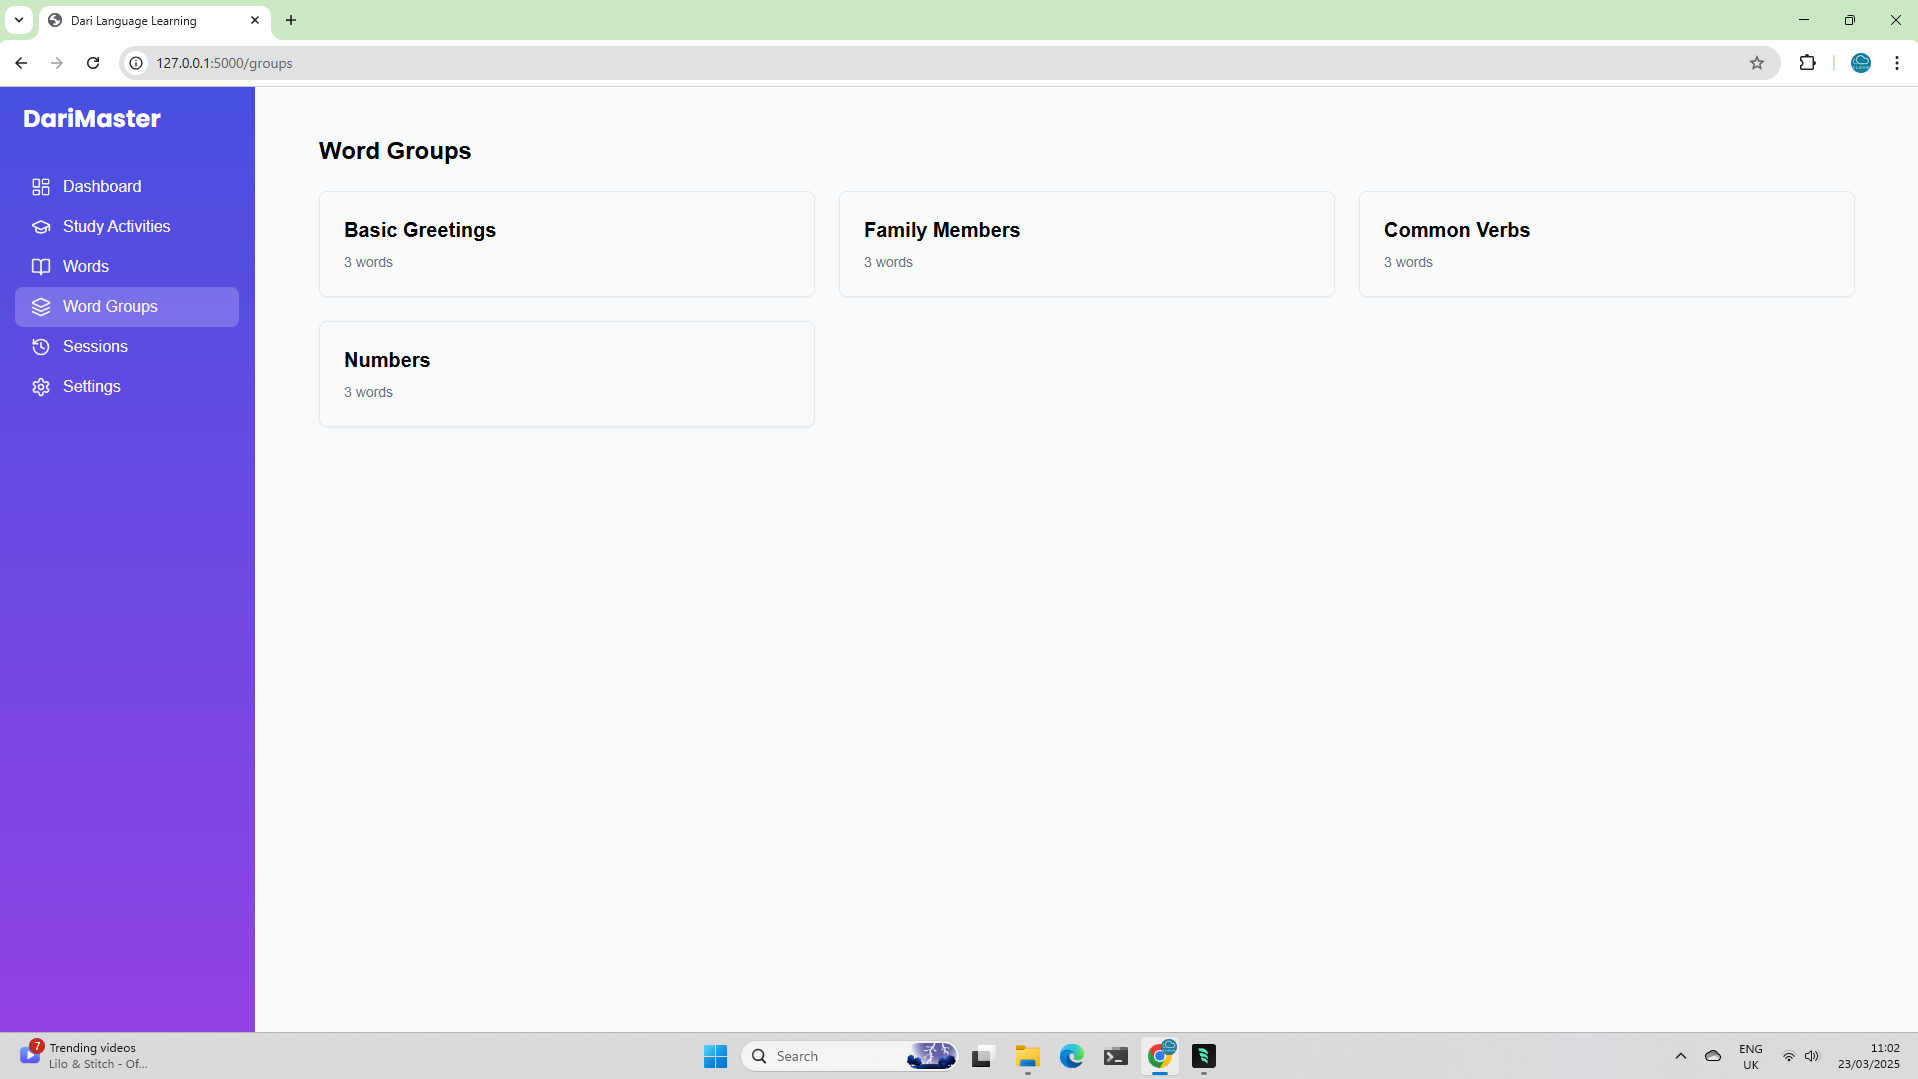 Dari Language Learning
127.0.0.1:5000/groups
DariMaster
Dashboard
Study Activities
Words
Word Groups
Sessions
Settings
Word Groups
Basic Greetings
3 words
Family Members
3 words
Common Verbs
3 words
Numbers
3 words
7
Trending videos
Lilo & Stitch - Of...
Search
ENG
UK
11:02
23/03/2025